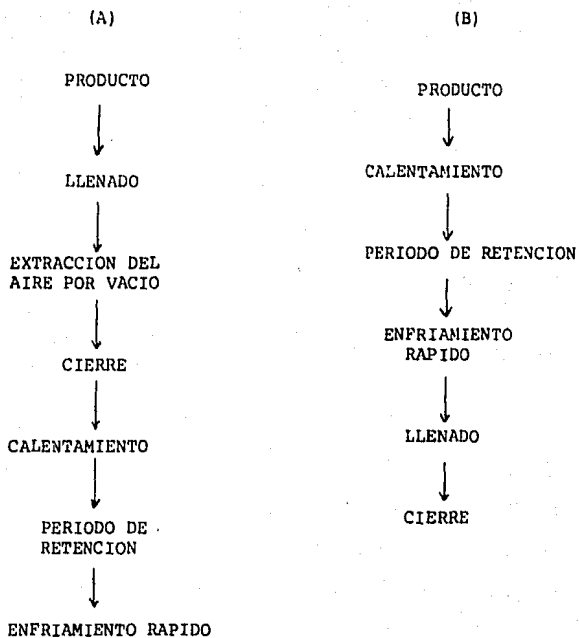 (A)
PRODUCTO
LLENADO
EXTRACCION DEL
AIRE POR VACIO
CIERRE
CALENTAMIENTO
PERIODO DE
RETENCION
ENFRIAMIENTO RAPIDO
(B)
PRODUCTO
CALENTAMIENTO
PERIODO DE RETENCION
ENFRIAMIENTO
RAPIDO
LLENADO
CIERRE